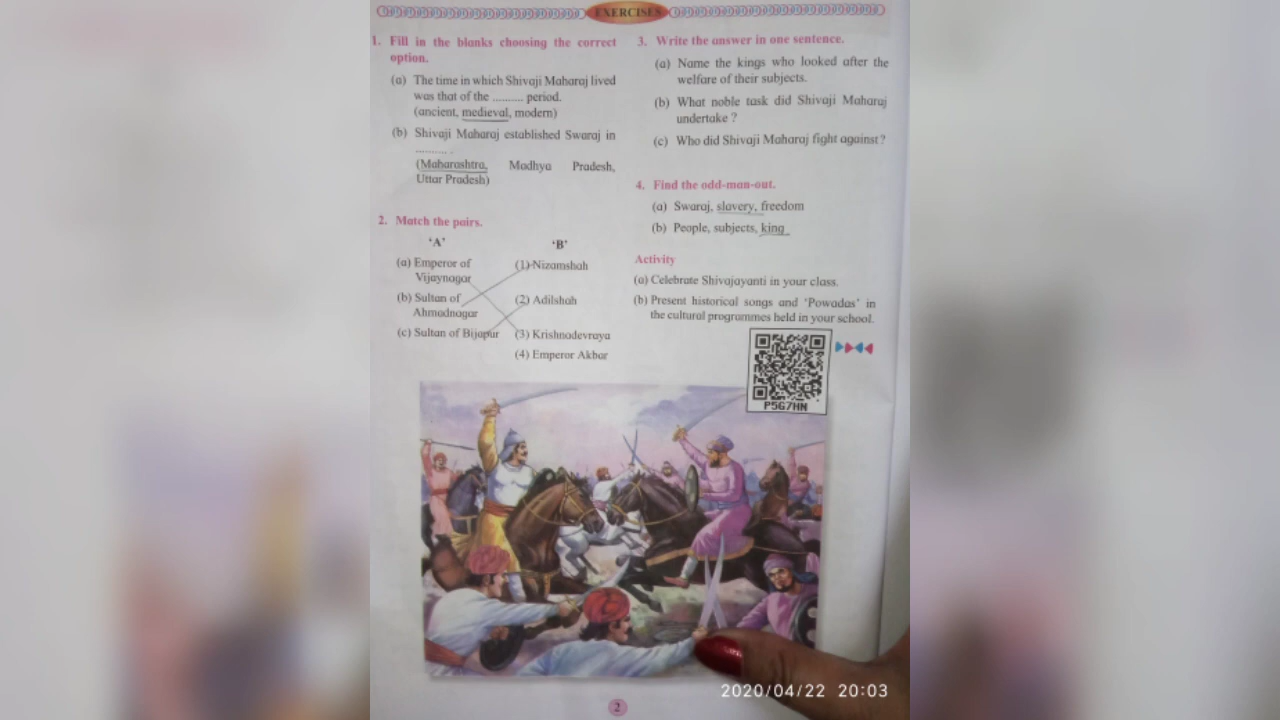 EXERCISES
1. Fill in the blanks choosing the correct
option.
(a) The time in which Shivaji Maharaj lived
was that of the .......... period.
(ancient, medieval, modern)
(b) Shivaji Maharaj established Swaraj in
.......... .
(Maharashtra, Madhya Pradesh,
Uttar Pradesh)
2. Match the pairs.
‘A’ ‘B’
(a) Emperor of (1) Nizamshah
Vijaynagar
(b) Sultan of (2) Adilshah
Ahmadnagar
(c) Sultan of Bijapur (3) Krishnadevraya
(4) Emperor Akbar
3. Write the answer in one sentence.
(a) Name the kings who looked after the
welfare of their subjects.
(b) What noble task did Shivaji Maharaj
undertake ?
(c) Who did Shivaji Maharaj fight against ?
4. Find the odd-man-out.
(a) Swaraj, slavery, freedom
(b) People, subjects, king
Activity
(a) Celebrate Shivajayanti in your class.
(b) Present historical songs and ‘Powadas’ in
the cultural programmes held in your school.
P5G7HN
2
2020/04/22 20:03